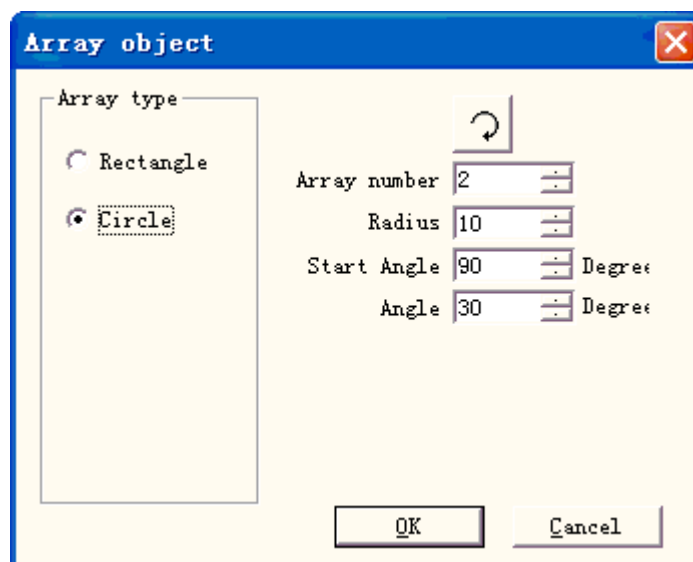 Array object
Array type
Rectangle
Circle
Array number 2
Radius 10
Start Angle 90 Degree
Angle 30 Degree
OK Cancel